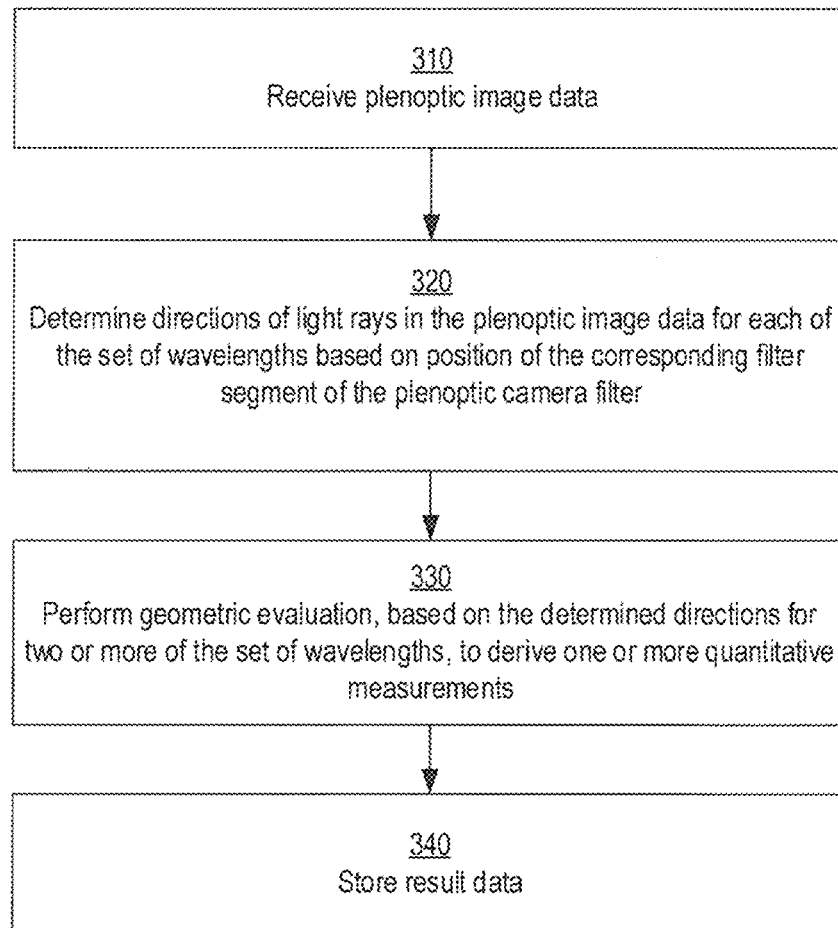 310
Receive plenoptic image data
320
Determine directions of light rays in the plenoptic image data for each of
the set of wavelengths based on position of the corresponding filter
segment of the plenoptic camera filter
330
Perform geometric evaluation, based on the determined directions for
two or more of the set of wavelengths, to derive one or more quantitative
measurements
340
Store result data